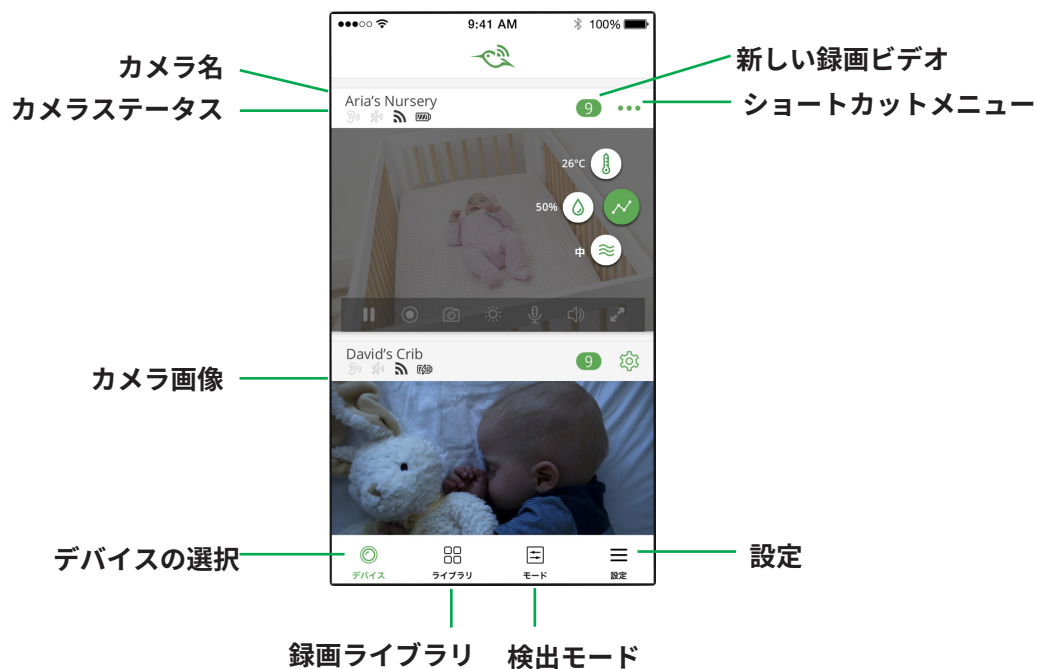 9:41 AM
100%
カメラ名
新しい録画ビデオ
カメラステータス
Aria's Nursery
9
ショートカットメニュー
26°C
50%
中
David's Crib
9
カメラ画像
デバイスの選択
デバイス
ライブラリ
モード
設定
設定
録画ライブラリ
検出モード